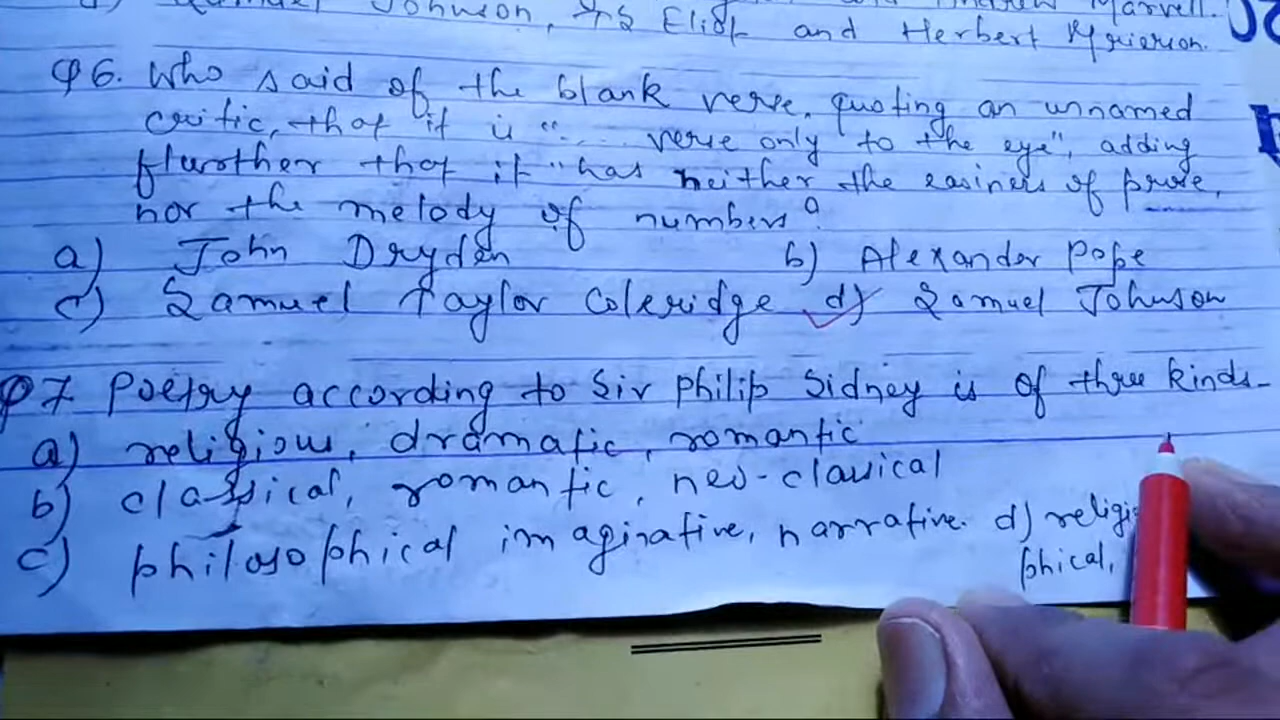 Johnson, T S Eliot and Herbert Grierson.
Marvell.
Q6. Who said of the blank verse, quoting an unnamed
critic, that it is "... verse only to the eye", adding
flurther that it "has neither the easiness of prose,
nor the melody of numbers?
a) John Dryden b) Alexander Pope
c) Samuel Taylor Coleridge d) Samuel Johnson
Q7 Poetry according to Sir Philip Sidney is of three kinds-
a) religious, dramatic, romantic
b) classical, romantic, neo-classical
c) philosophical imaginative, narrative. d) religi
phical,